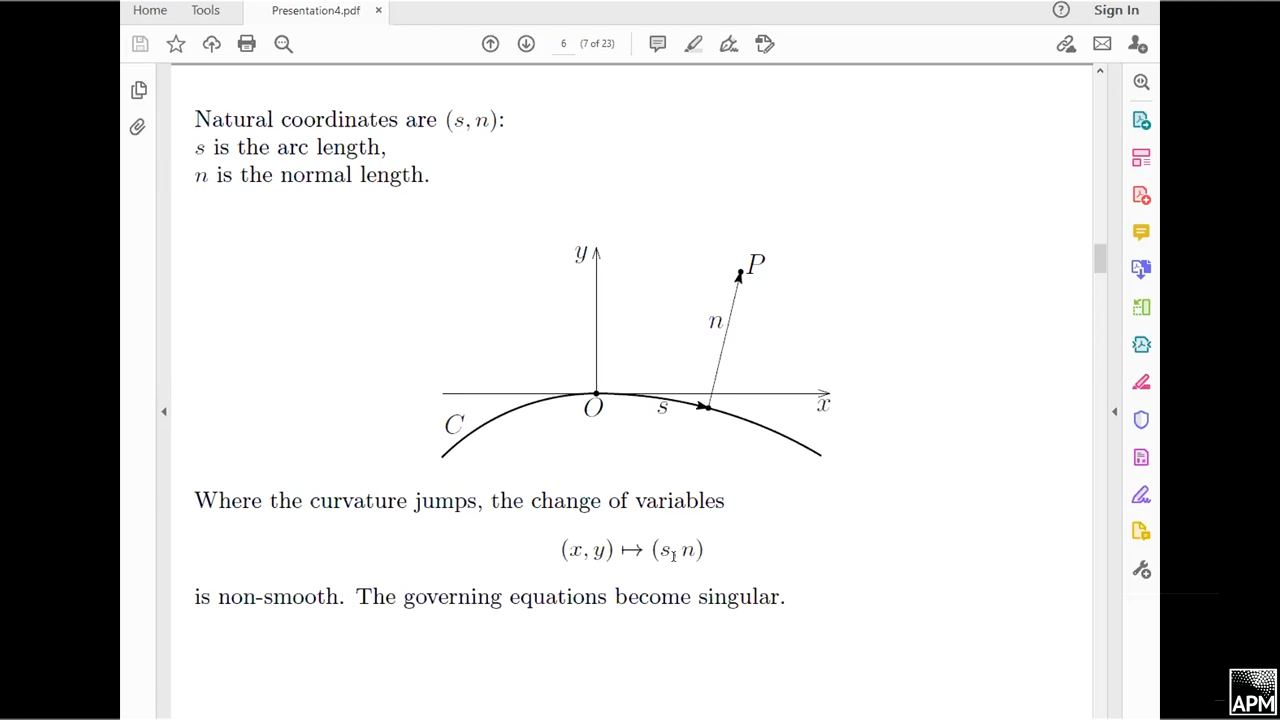 Home Tools Presentation4.pdf × ? Sign In
6 (7 of 23)
Natural coordinates are (s, n):
s is the arc length,
n is the normal length.
y
P
n
O
s
x
C
Where the curvature jumps, the change of variables
(x, y) ↦ (s, n)
is non-smooth. The governing equations become singular.
APM